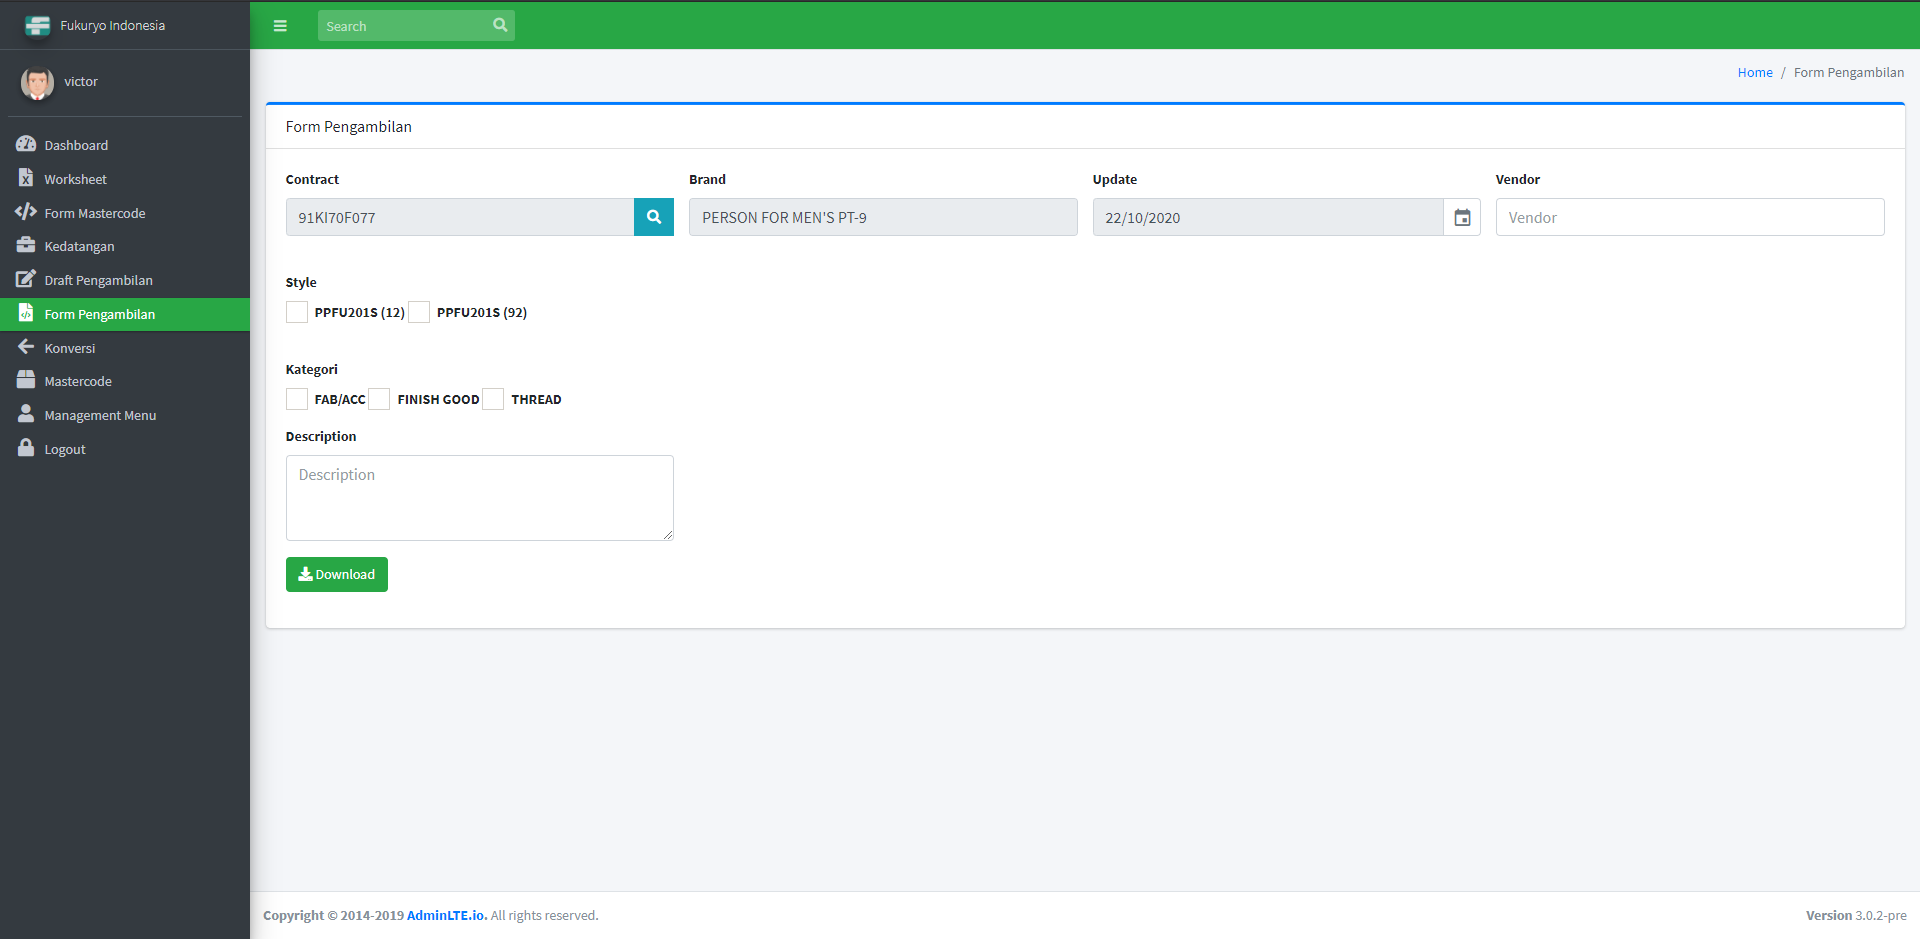 Fukuryo Indonesia
victor
Dashboard
Worksheet
Form Mastercode
Kedatangan
Draft Pengambilan
Form Pengambilan
Konversi
Mastercode
Management Menu
Logout
Search
Home / Form Pengambilan
Form Pengambilan
Contract Brand Update Vendor
91KI70F077 PERSON FOR MEN'S PT-9 22/10/2020 Vendor
Style
PPFU201S (12) PPFU201S (92)
Kategori
FAB/ACC FINISH GOOD THREAD
Description
Description
Download
Copyright © 2014-2019 AdminLTE.io. All rights reserved. Version 3.0.2-pre